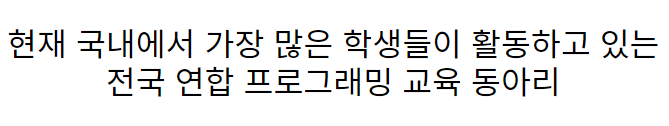 현재 국내에서 가장 많은 학생들이 활동하고 있는
전국 연합 프로그래밍 교육 동아리